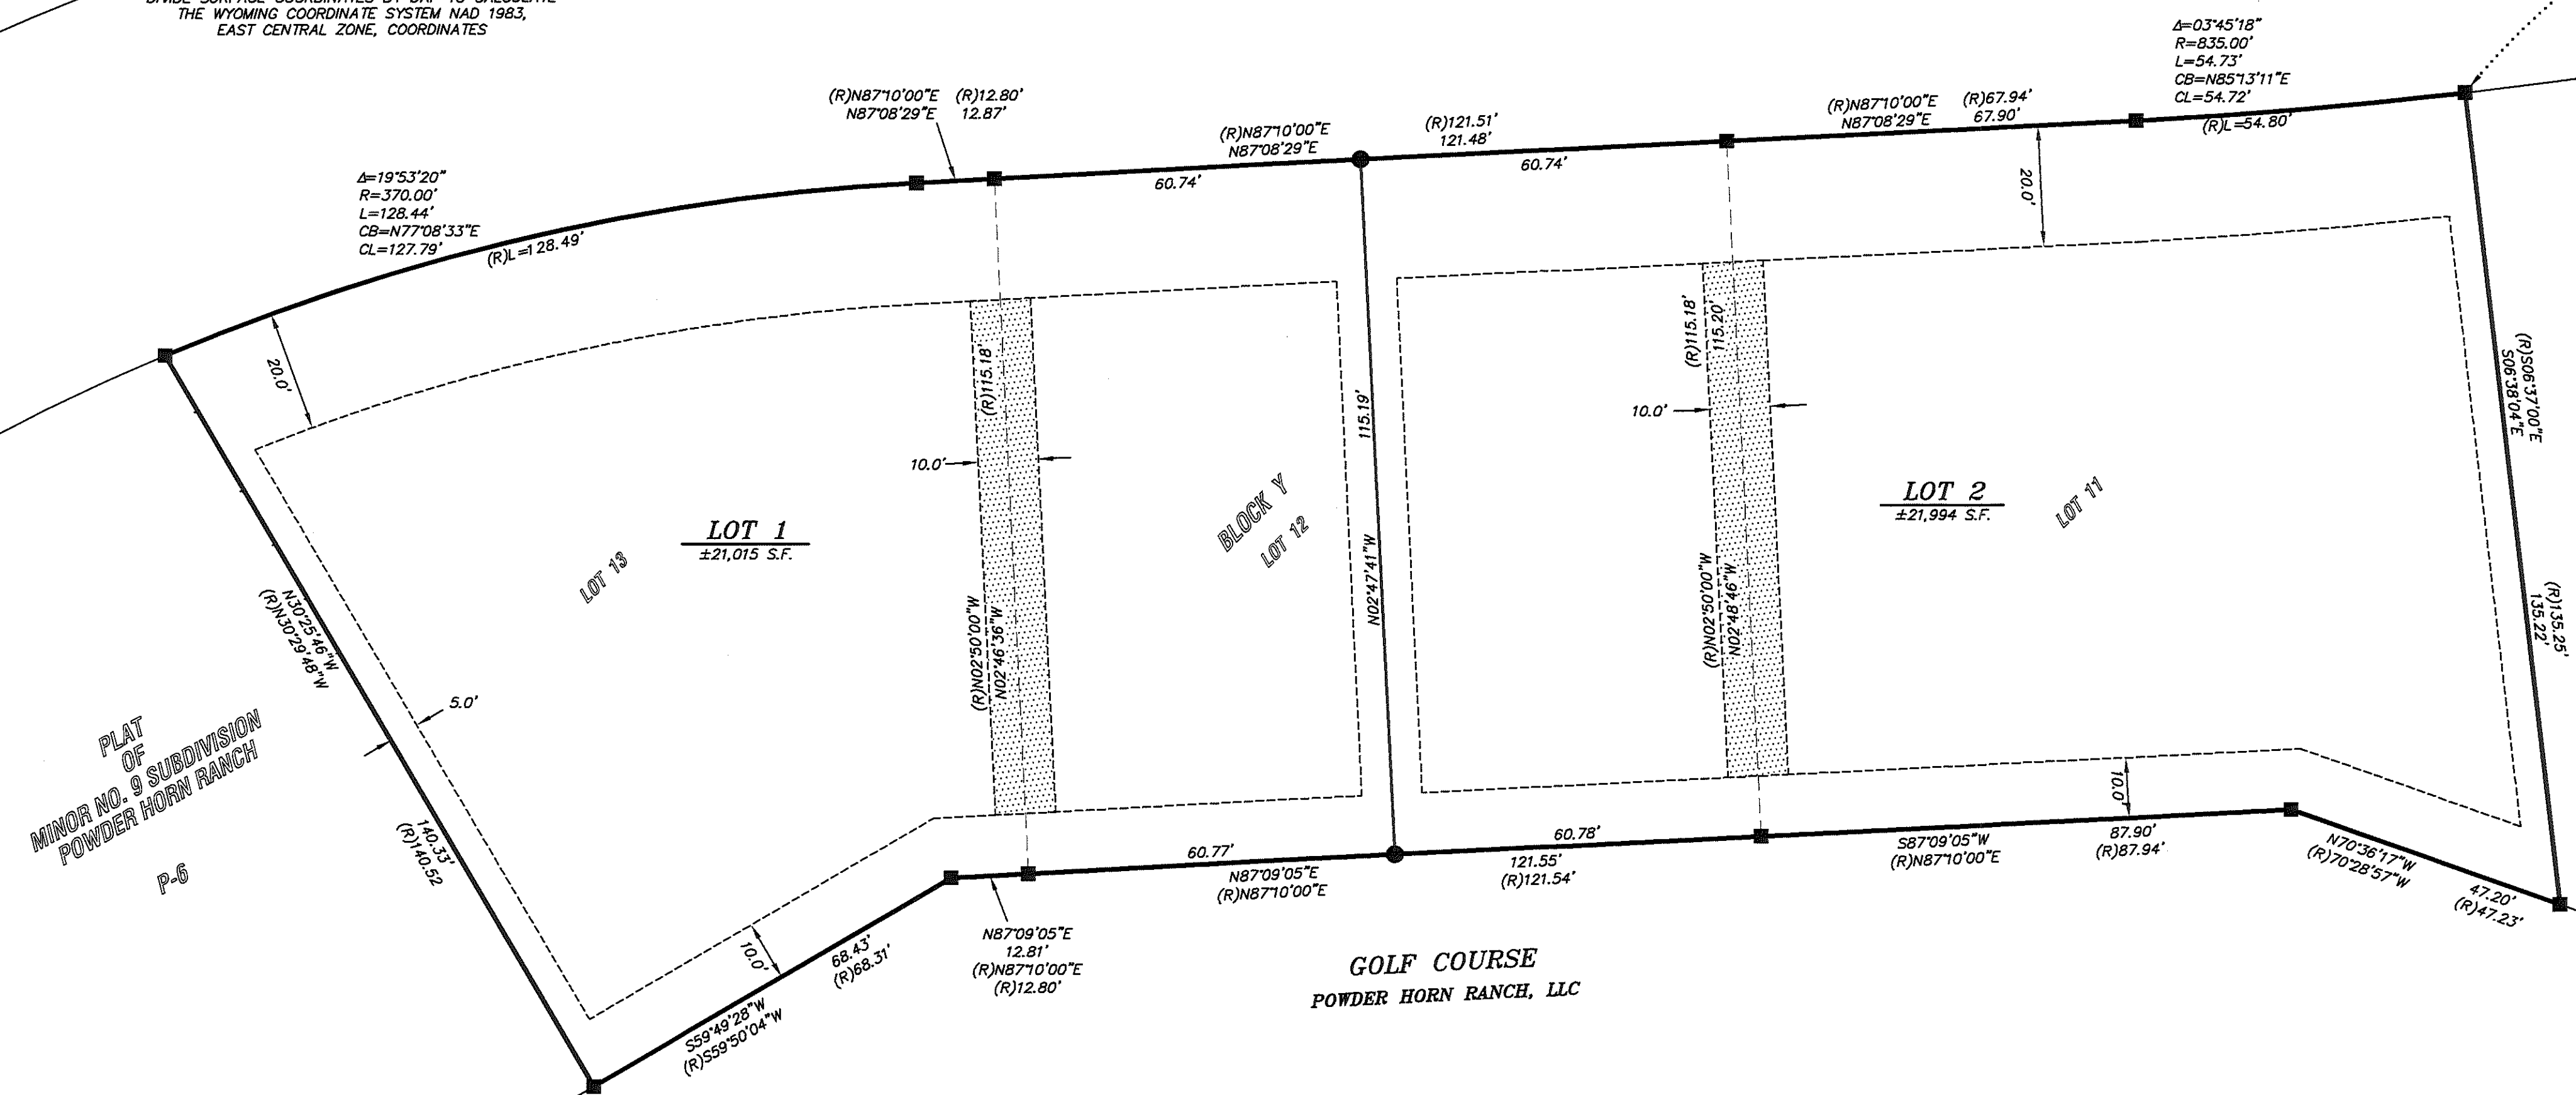 THE WYOMING COORDINATE SYSTEM NAD 1983,
EAST CENTRAL ZONE, COORDINATES
Δ=03°45'18"
R=835.00'
L=54.73'
CB=N85°13'11"E
CL=54.72'
(R)L=54.80'
(R)N87°10'00"E (R)12.80'
N87°08'29"E 12.87'
(R)N87°10'00"E
N87°08'29"E
60.74'
(R)121.51'
121.48'
60.74'
(R)N87°10'00"E (R)67.94'
N87°08'29"E 67.90'
20.0'
Δ=19°53'20"
R=370.00'
L=128.44'
CB=N77°08'33"E
CL=127.79'
(R)L=128.49'
20.0'
(R)115.18'
10.0'
115.19'
(R)115.18'
115.20'
10.0'
(R)S06°37'00"E
S06°38'04"E
LOT 1
±21,015 S.F.
LOT 13
BLOCK Y
LOT 12
LOT 2
±21,994 S.F.
LOT 11
N30°25'46"W
(R)N30°29'48"W
(R)N02°50'00"W
N02°46'36"W
N02°47'41"W
(R)N02°50'00"W
N02°48'46"W
(R)135.25'
135.22'
5.0'
PLAT
OF
MINOR NO. 9 SUBDIVISION
POWDER HORN RANCH
P-6
140.33'
(R)140.52
10.0'
68.43'
(R)68.31'
S59°49'28"W
(R)S59°50'04"W
N87°09'05"E
12.81'
(R)N87°10'00"E
(R)12.80'
60.77'
N87°09'05"E
(R)N87°10'00"E
60.78'
121.55'
(R)121.54'
S87°09'05"W
(R)N87°10'00"E
87.90'
(R)87.94'
10.0'
N70°36'17"W
(R)70°28'57"W
47.20'
(R)47.23'
GOLF COURSE
POWDER HORN RANCH, LLC